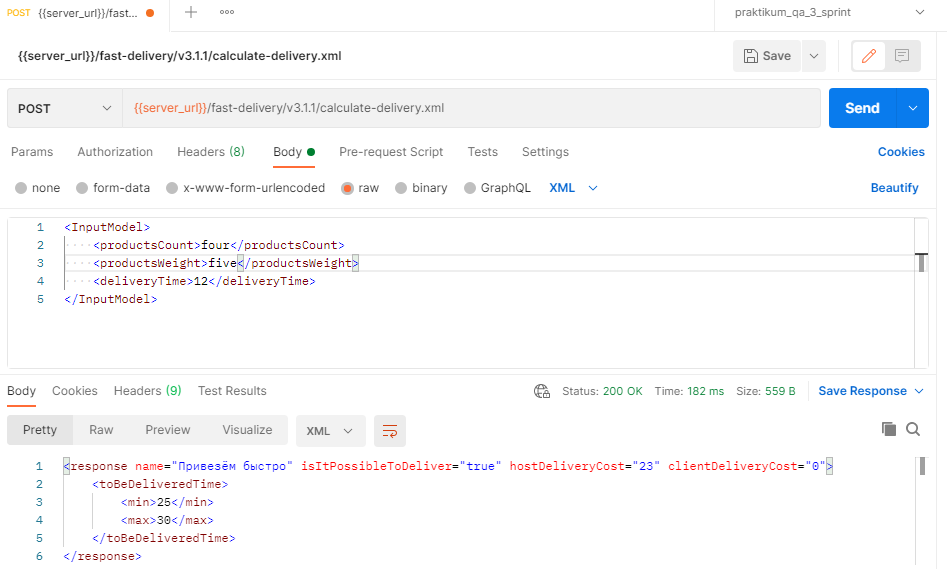 POST {{server_url}}/fast... praktikum_qa_3_sprint
{{server_url}}/fast-delivery/v3.1.1/calculate-delivery.xml Save
POST {{server_url}}/fast-delivery/v3.1.1/calculate-delivery.xml Send
Params Authorization Headers (8) Body Pre-request Script Tests Settings Cookies
none form-data x-www-form-urlencoded raw binary GraphQL XML Beautify
1 <InputModel>
2 <productsCount>four</productsCount>
3 <productsWeight>five</productsWeight>
4 <deliveryTime>12</deliveryTime>
5 </InputModel>
Body Cookies Headers (9) Test Results Status: 200 OK Time: 182 ms Size: 559 B Save Response
Pretty Raw Preview Visualize XML
1 <response name="Привезём быстро" isItPossibleToDeliver="true" hostDeliveryCost="23" clientDeliveryCost="0">
2 <toBeDeliveredTime>
3 <min>25</min>
4 <max>30</max>
5 </toBeDeliveredTime>
6 </response>